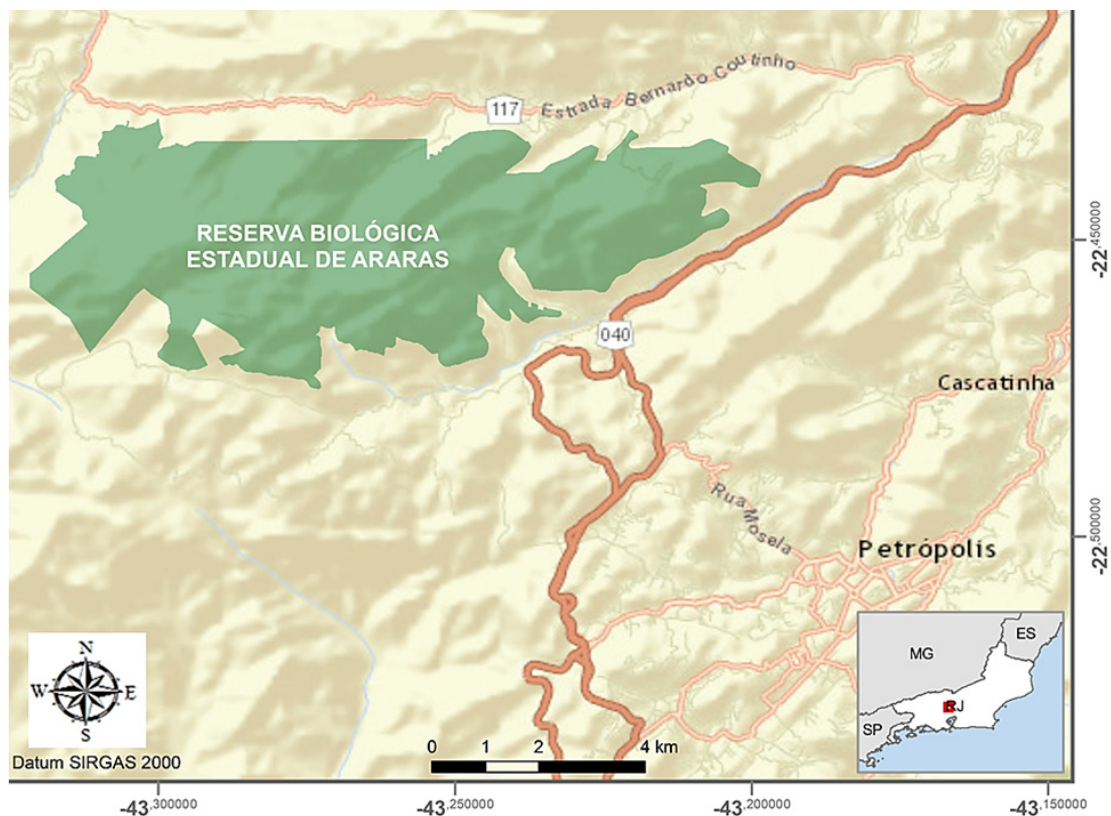 117
Estrada Bernardo Coutinho
RESERVA BIOLÓGICA
ESTADUAL DE ARARAS
-22,450000
040
Cascatinha
Rua Mosela
-22,500000
Petrópolis
MG
ES
RJ
SP
N
W E
S
0 1 2 4 km
Datum SIRGAS 2000
-43,300000 -43,250000 -43,200000 -43,150000